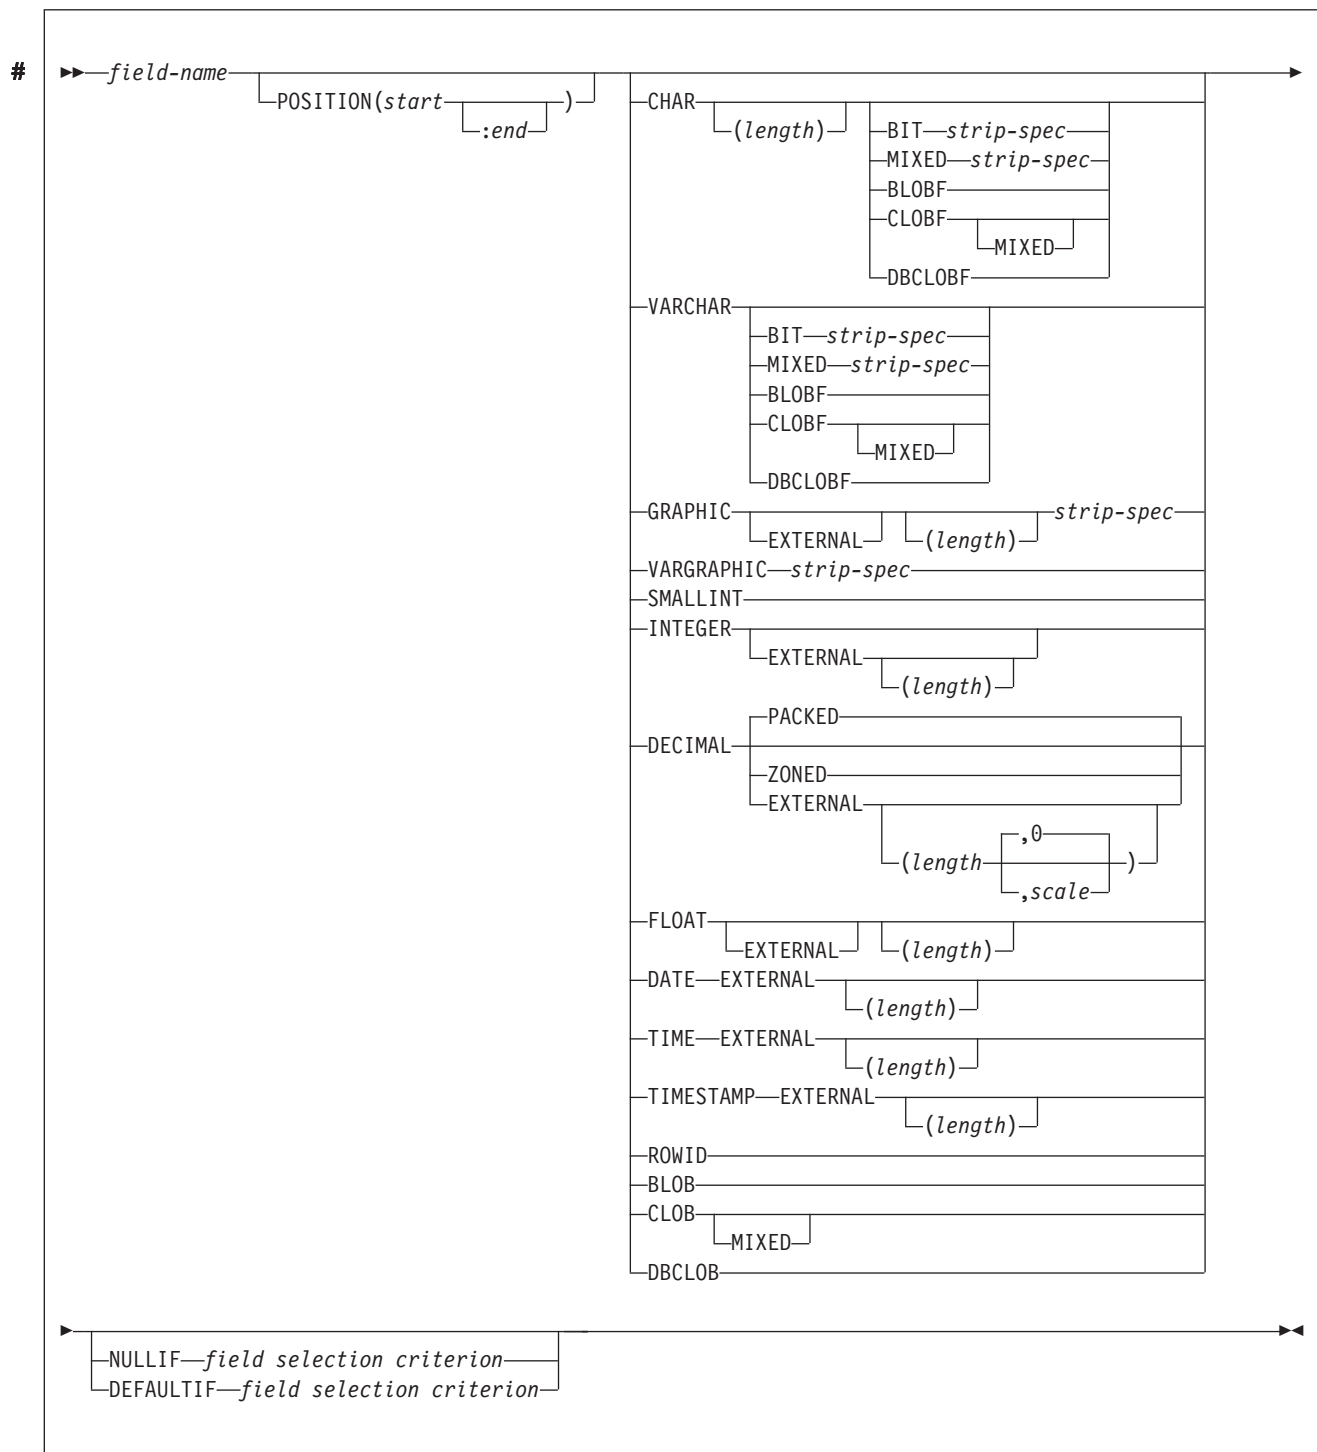 # field-name
POSITION(start )
:end
CHAR
(length)
BIT strip-spec
MIXED strip-spec
BLOBF
CLOBF
MIXED
DBCLOBF
VARCHAR
BIT strip-spec
MIXED strip-spec
BLOBF
CLOBF
MIXED
DBCLOBF
GRAPHIC strip-spec
EXTERNAL (length)
VARGRAPHIC strip-spec
SMALLINT
INTEGER
EXTERNAL
(length)
PACKED
DECIMAL
ZONED
EXTERNAL
,0
(length )
,scale
FLOAT
EXTERNAL (length)
DATE EXTERNAL
(length)
TIME EXTERNAL
(length)
TIMESTAMP EXTERNAL
(length)
ROWID
BLOB
CLOB
MIXED
DBCLOB
NULLIF field selection criterion
DEFAULTIF field selection criterion